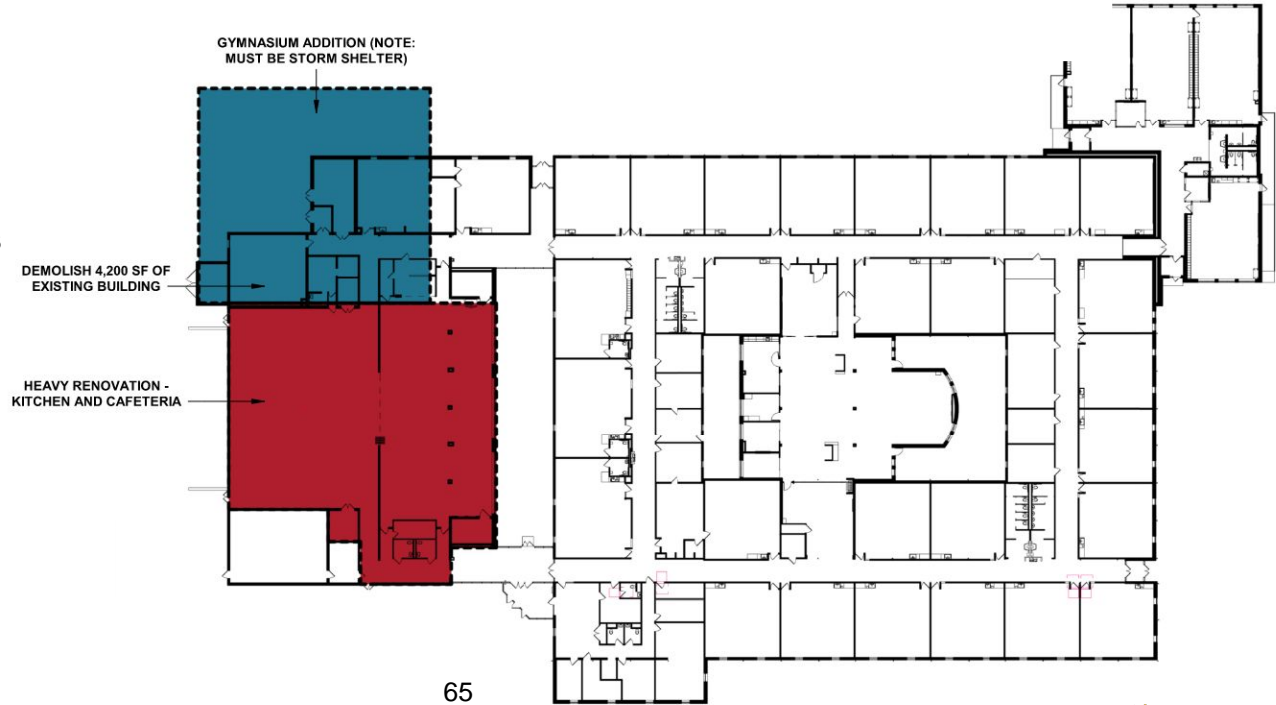 GYMNASIUM ADDITION (NOTE:
MUST BE STORM SHELTER)
DEMOLISH 4,200 SF OF
EXISTING BUILDING
HEAVY RENOVATION -
KITCHEN AND CAFETERIA
65